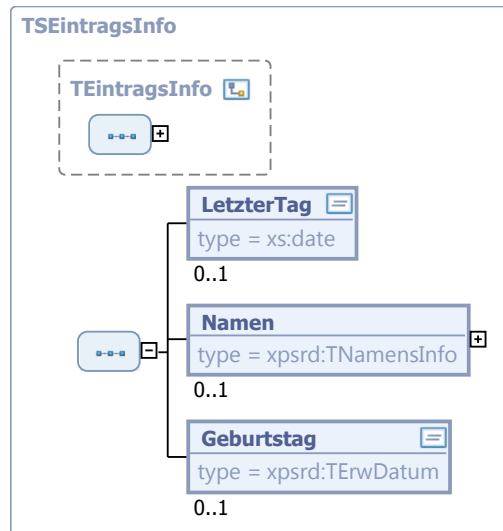 TSEintragsInfo
TEintragsInfo
LetzterTag
type = xs:date
0..1
Namen
type = xpsrd:TNamensInfo
0..1
Geburtstag
type = xpsrd:TErwDatum
0..1